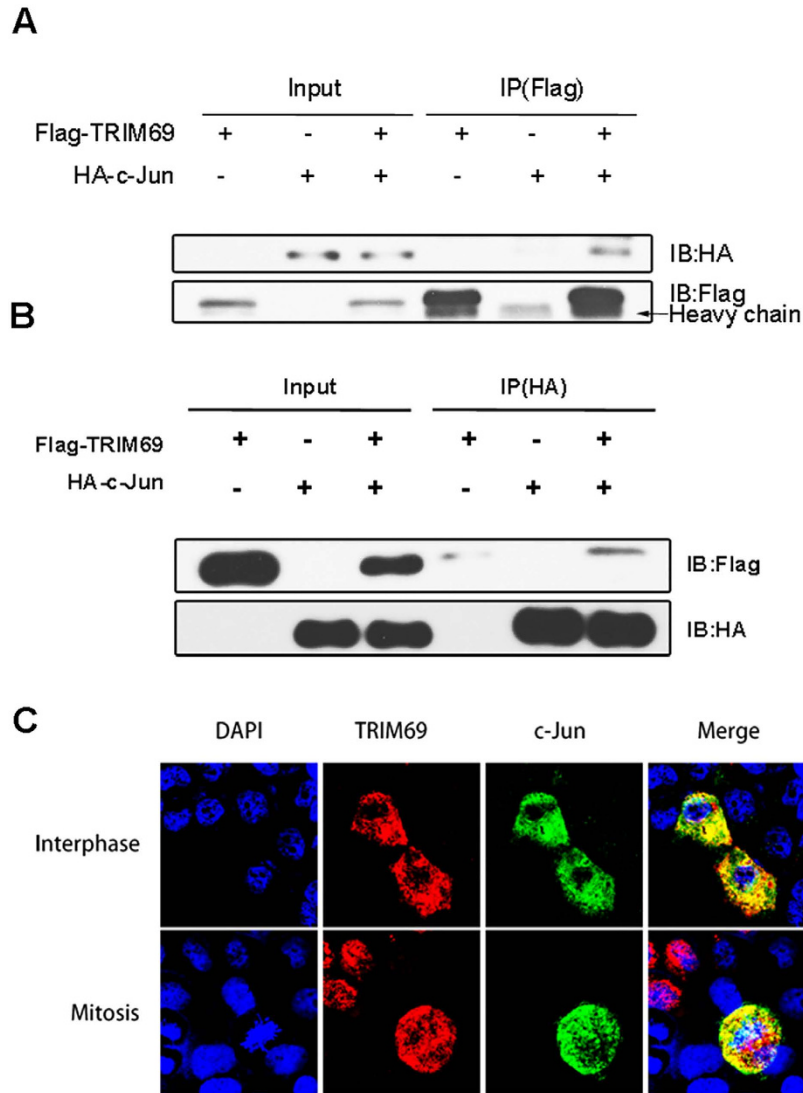 A
Input IP(Flag)
Flag-TRIM69 + - + + - +
HA-c-Jun - + + - + +
IB:HA
IB:Flag
Heavy chain
B
Input IP(HA)
Flag-TRIM69 + - + + - +
HA-c-Jun - + + - + +
IB:Flag
IB:HA
C
DAPI TRIM69 c-Jun Merge
Interphase
Mitosis